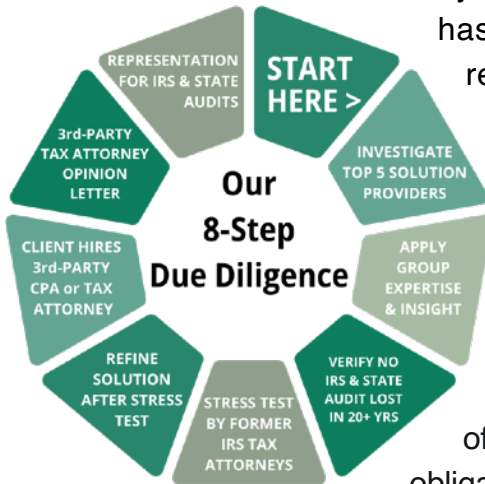 START
HERE >
INVESTIGATE
TOP 5 SOLUTION
PROVIDERS
APPLY
GROUP
EXPERTISE
& INSIGHT
VERIFY NO
IRS & STATE
AUDIT LOST
IN 20+ YRS
STRESS TEST
BY FORMER
IRS TAX
ATTORNEYS
REFINE
SOLUTION
AFTER STRESS
TEST
CLIENT HIRES
3rd-PARTY
CPA or TAX
ATTORNEY
3rd-PARTY
TAX ATTORNEY
OPINION
LETTER
REPRESENTATION
FOR IRS & STATE
AUDITS
Our
8-Step
Due Diligence
has
of